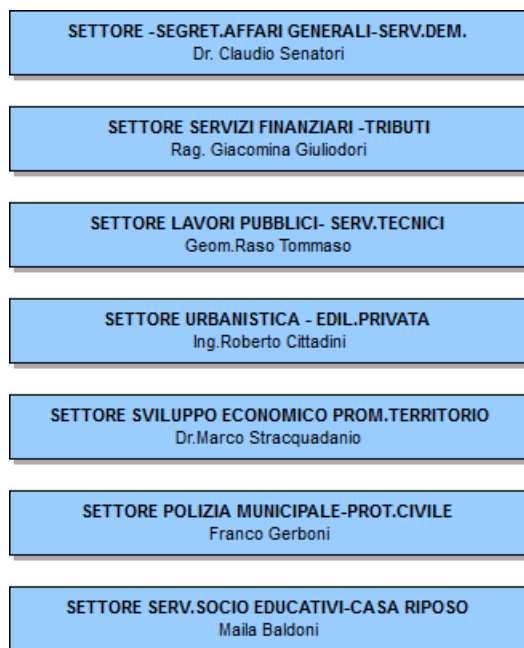 SETTORE -SEGRET.AFFARI GENERALI-SERV.DEM.
Dr. Claudio Senatori
SETTORE SERVIZI FINANZIARI -TRIBUTI
Rag. Giacomina Giuliodori
SETTORE LAVORI PUBBLICI- SERV.TECNICI
Geom.Raso Tommaso
SETTORE URBANISTICA - EDIL.PRIVATA
Ing.Roberto Cittadini
SETTORE SVILUPPO ECONOMICO PROM.TERRITORIO
Dr.Marco Stracquadanio
SETTORE POLIZIA MUNICIPALE-PROT.CIVILE
Franco Gerboni
SETTORE SERV.SOCIO EDUCATIVI-CASA RIPOSO
Maila Baldoni